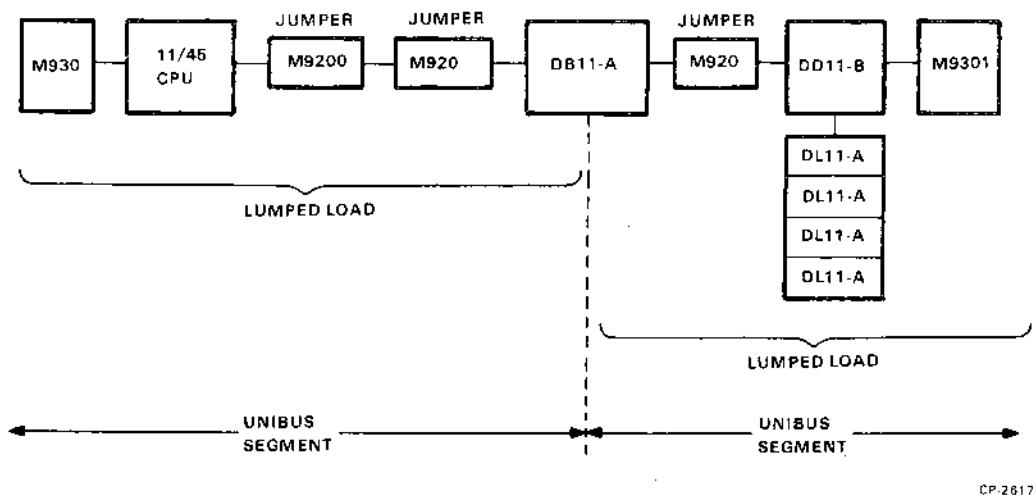 JUMPER
JUMPER
JUMPER
M930
11/45
CPU
M9200
M920
DB11-A
M920
DD11-B
M9301
DL11-A
DL11-A
DL11-A
DL11-A
LUMPED LOAD
LUMPED LOAD
UNIBUS
SEGMENT
UNIBUS
SEGMENT
CP-2617